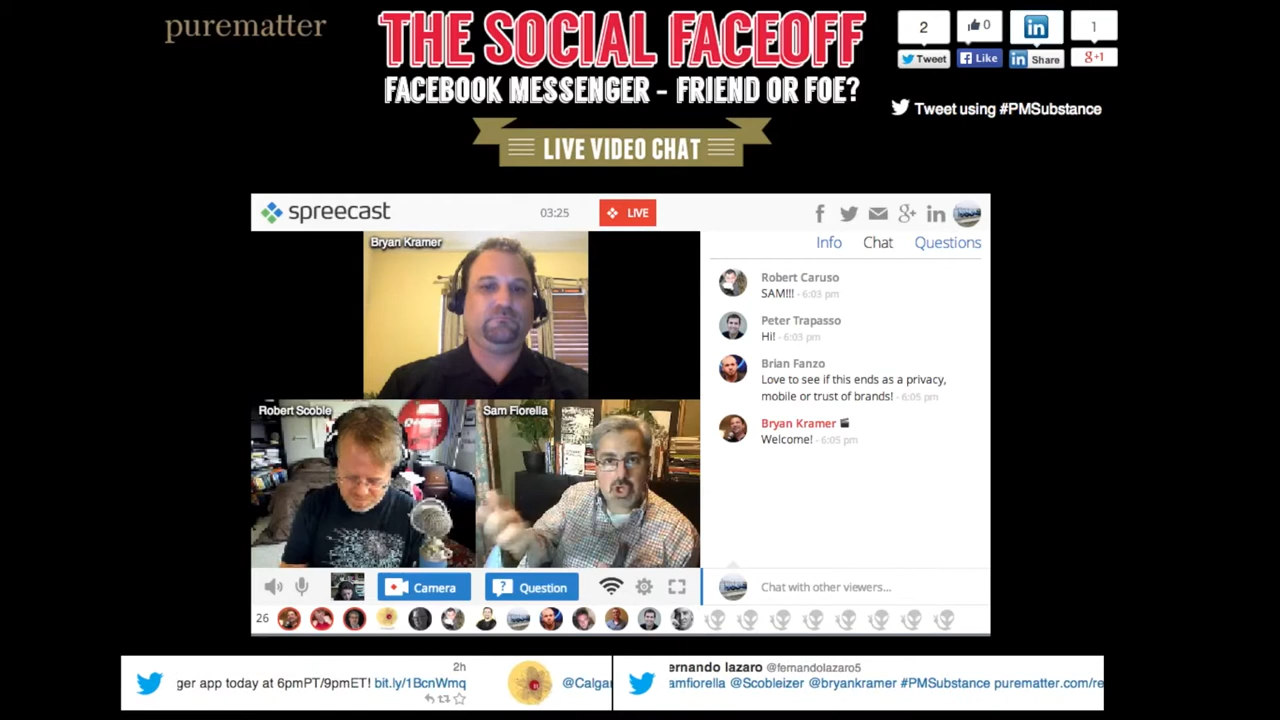 purematter
THE SOCIAL FACEOFF
FACEBOOK MESSENGER - FRIEND OR FOE?
LIVE VIDEO CHAT
2
0
1
Tweet
Like
Share
+1
Tweet using #PMSubstance
spreecast
03:25
LIVE
Bryan Kramer
Robert Scoble
Sam Fiorella
Info
Chat
Questions
Robert Caruso
SAM!!! - 6:03 pm
Peter Trapasso
Hi! - 6:03 pm
Brian Fanzo
Love to see if this ends as a privacy,
mobile or trust of brands! - 6:05 pm
Bryan Kramer
Welcome! - 6:05 pm
Camera
Question
Chat with other viewers...
26
2h
ger app today at 6pmPT/9pmET! bit.ly/1BcnWmq
@Calgar
ernando lazaro @fernandolazaro5
amfiorella @Scobleizer @bryankramer #PMSubstance purematter.com/re